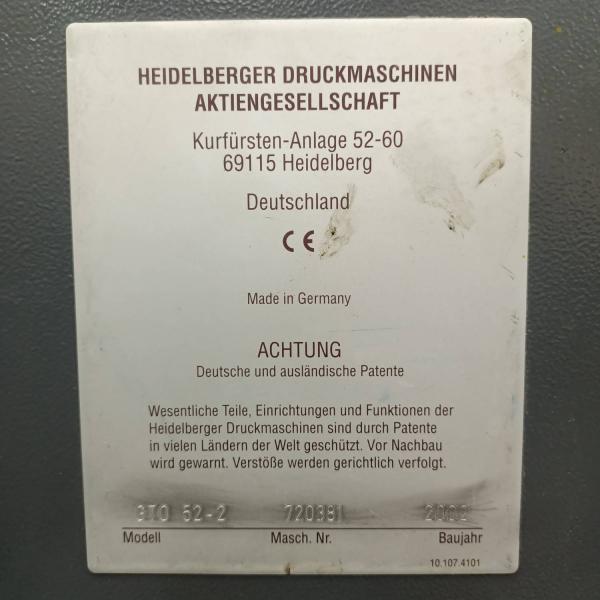 HEIDELBERGER DRUCKMASCHINEN
AKTIENGESELLSCHAFT
Kurfürsten-Anlage 52-60
69115 Heidelberg
Deutschland
CE
Made in Germany
ACHTUNG
Deutsche und ausländische Patente
Wesentliche Teile, Einrichtungen und Funktionen der
Heidelberger Druckmaschinen sind durch Patente
in vielen Ländern der Welt geschützt. Vor Nachbau
wird gewarnt. Verstöße werden gerichtlich verfolgt.
GTO 52-2 720381
Modell Masch. Nr. Baujahr
10.107.4101